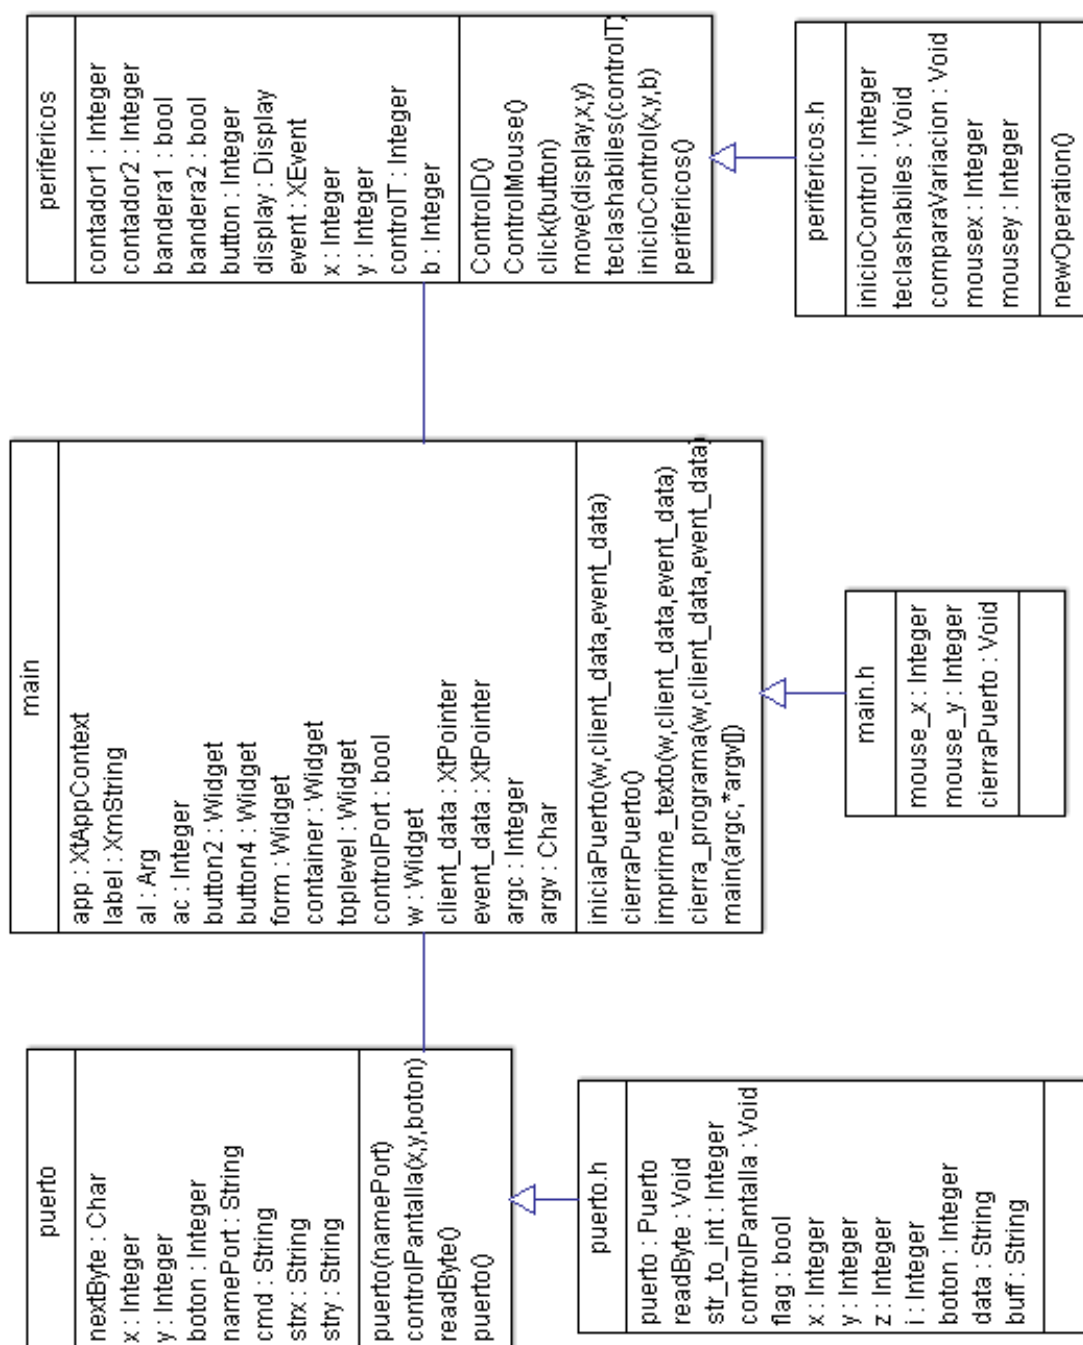 puerto
nextByte : Char
x : Integer
y : Integer
boton : Integer
namePort : String
cmd : String
strx : String
stry : String
puerto(namePort)
controlPantalla(x,y,boton)
readByte()
puerto()
main
app : XtAppContext
label : XmString
al : Arg
ac : Integer
button2 : Widget
button4 : Widget
form : Widget
container : Widget
toplevel : Widget
controlPort : bool
w : Widget
client_data : XtPointer
event_data : XtPointer
argc : Integer
argv : Char
iniciaPuerto(w,client_data,event_data)
cierraPuerto()
imprime_texto(w,client_data,event_data)
cierra_programa(w,client_data,event_data)
main(argc,*argv[])
perifericos
contador1 : Integer
contador2 : Integer
bandera1 : bool
bandera2 : bool
button : Integer
display : Display
event : XEvent
x : Integer
y : Integer
controlT : Integer
b : Integer
ControlD()
ControlMouse()
click(button)
move(display,x,y)
teclashabiles(controlT)
inicioControl(x,y,b)
perifericos()
puerto.h
puerto : Puerto
readByte : Void
str_to_int : Integer
controlPantalla : Void
flag : bool
x : Integer
y : Integer
z : Integer
i : Integer
boton : Integer
data : String
buff : String
main.h
mouse_x : Integer
mouse_y : Integer
cierraPuerto : Void
perifericos.h
inicioControl : Integer
teclashabiles : Void
comparaVariacion : Void
mousex : Integer
mousey : Integer
newOperation()